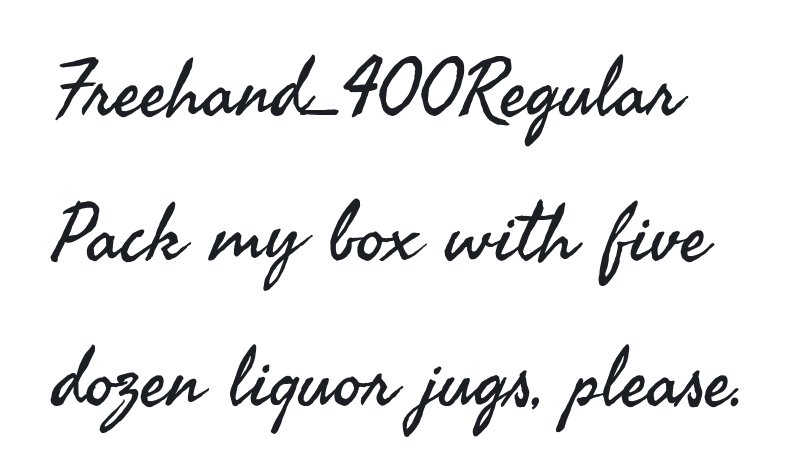 Freehand_400Regular
Pack my box with five
dozen liquor jugs, please.